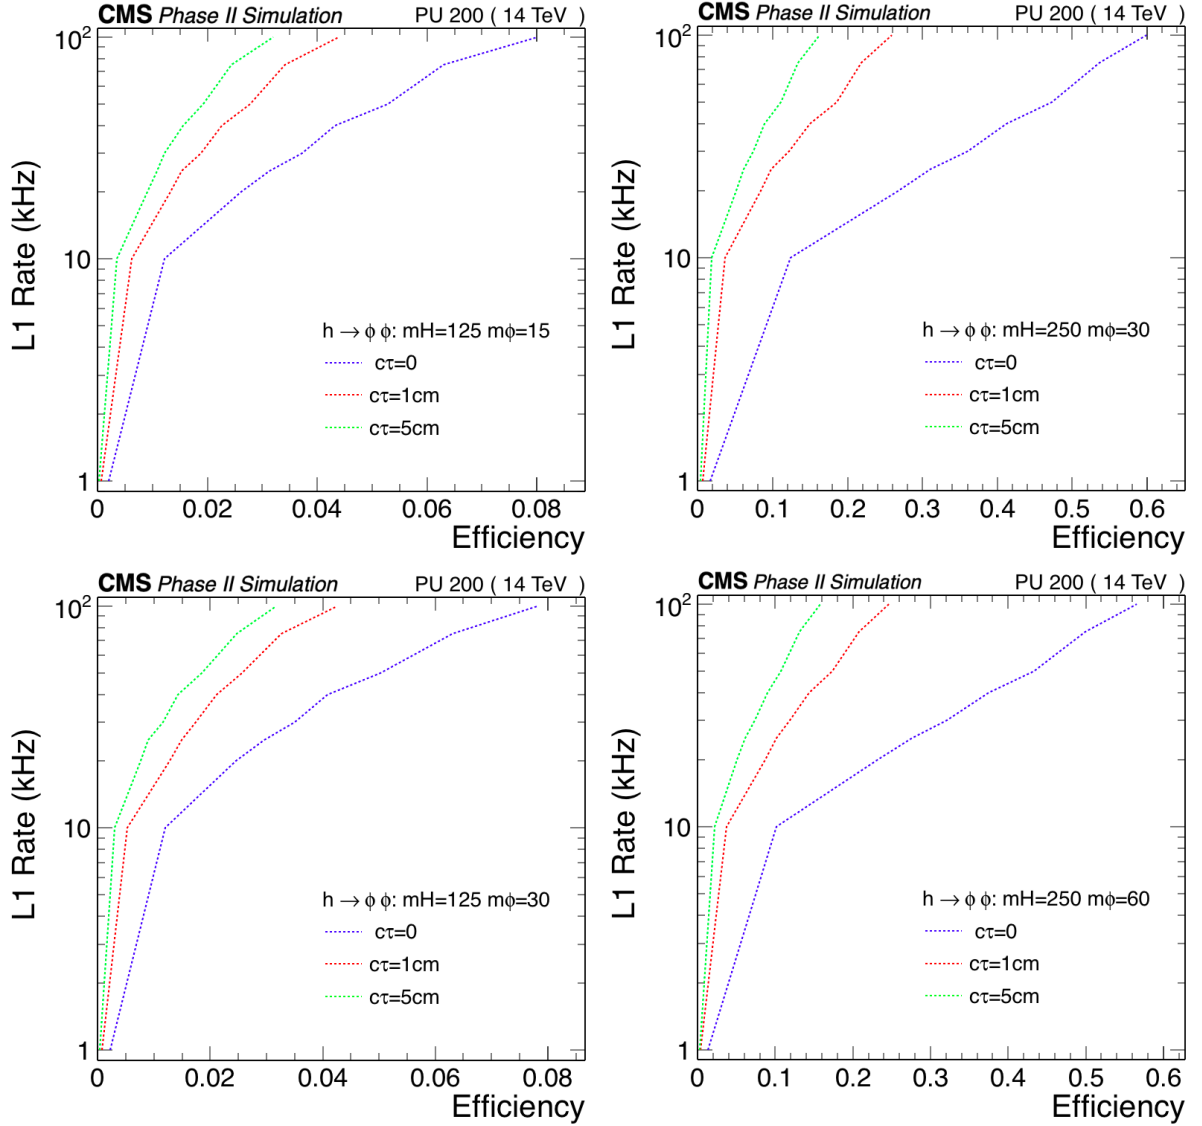 CMS Phase II Simulation PU 200 ( 14 TeV )
10²
10
1
L1 Rate (kHz)
h → ϕ ϕ: mH=125 mϕ=15
cτ=0
cτ=1cm
cτ=5cm
0 0.02 0.04 0.06 0.08
Efficiency
CMS Phase II Simulation PU 200 ( 14 TeV )
10²
10
1
L1 Rate (kHz)
h → ϕ ϕ: mH=250 mϕ=30
cτ=0
cτ=1cm
cτ=5cm
0 0.1 0.2 0.3 0.4 0.5 0.6
Efficiency
CMS Phase II Simulation PU 200 ( 14 TeV )
10²
10
1
L1 Rate (kHz)
h → ϕ ϕ: mH=125 mϕ=30
cτ=0
cτ=1cm
cτ=5cm
0 0.02 0.04 0.06 0.08
Efficiency
CMS Phase II Simulation PU 200 ( 14 TeV )
10²
10
1
L1 Rate (kHz)
h → ϕ ϕ: mH=250 mϕ=60
cτ=0
cτ=1cm
cτ=5cm
0 0.1 0.2 0.3 0.4 0.5 0.6
Efficiency